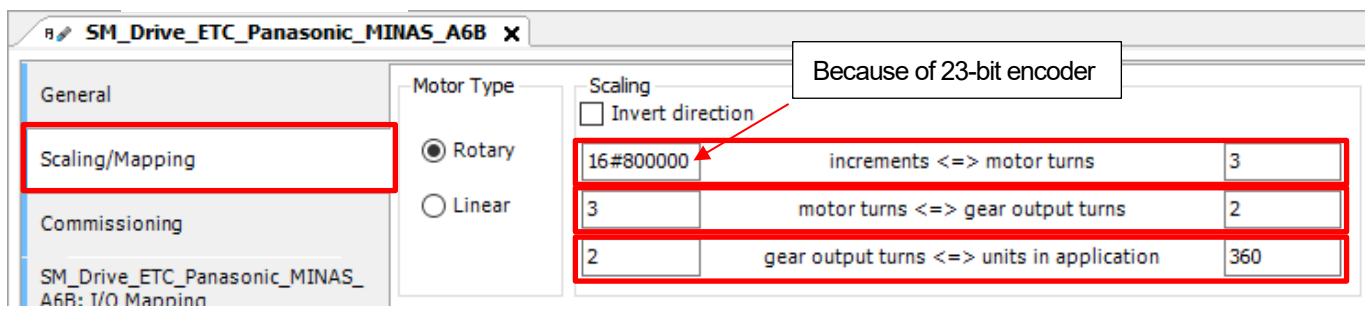 SM_Drive_ETC_Panasonic_MINAS_A6B X
Because of 23-bit encoder
General
Scaling/Mapping
Commissioning
SM_Drive_ETC_Panasonic_MINAS_
A6B: I/O Mapping
Motor Type
Rotary
Linear
Scaling
Invert direction
16#800000 increments <=> motor turns 3
3 motor turns <=> gear output turns 2
2 gear output turns <=> units in application 360